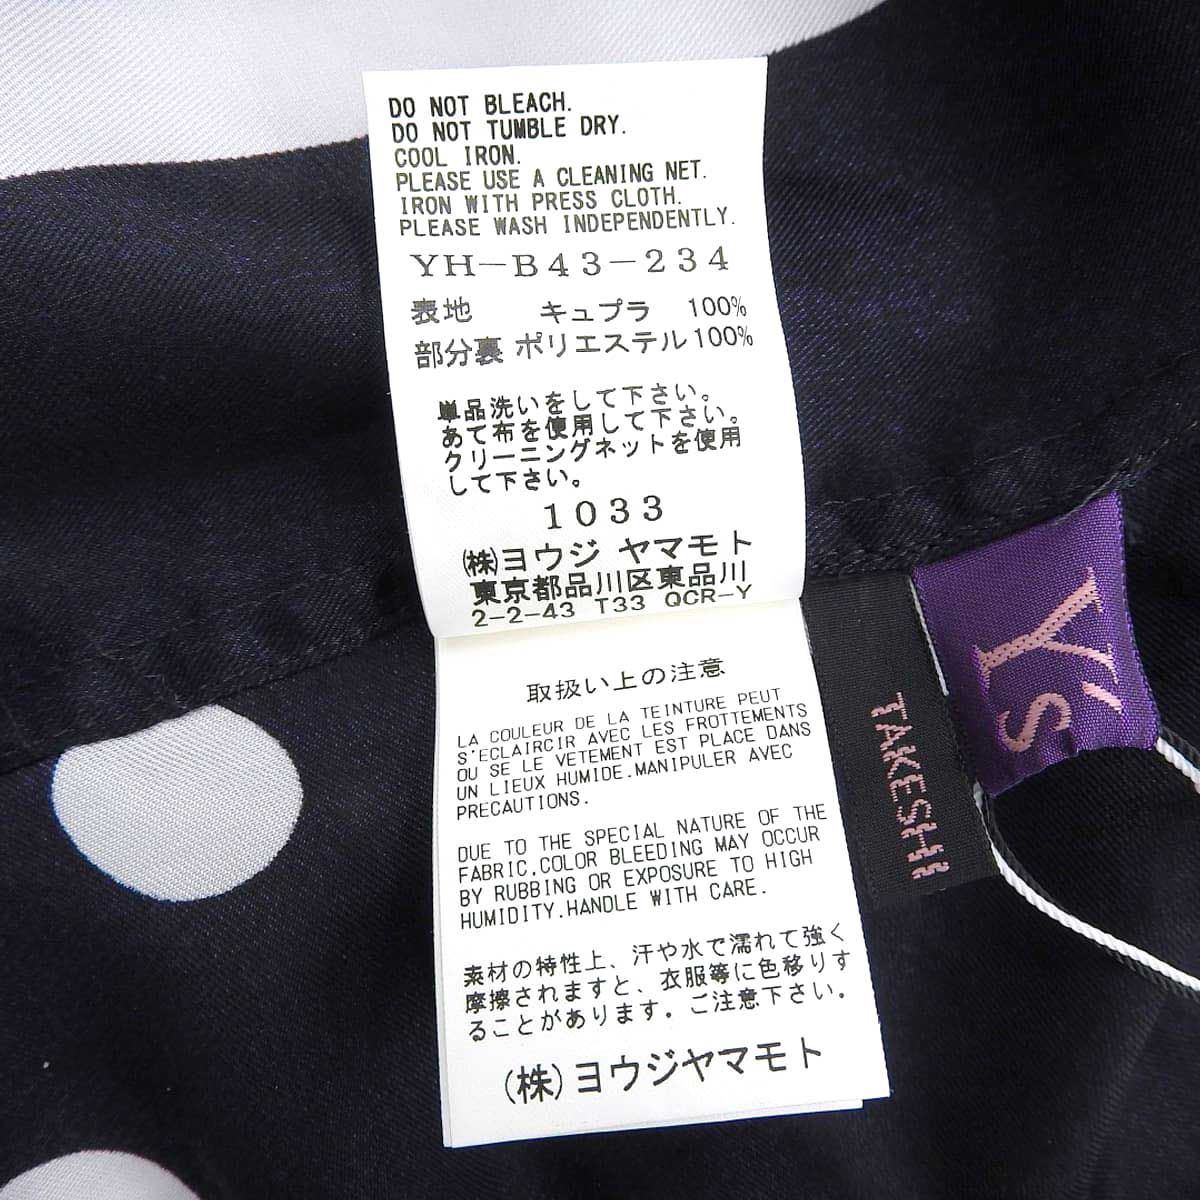 DO NOT BLEACH.
DO NOT TUMBLE DRY.
COOL IRON.
PLEASE USE A CLEANING NET.
IRON WITH PRESS CLOTH.
PLEASE WASH INDEPENDENTLY.
YH-B43-234
表地 キュプラ 100%
部分裏 ポリエステル 100%
単品洗いをして下さい。
あて布を使用して下さい。
クリーニングネットを使用
して下さい。
1033
㈱ヨウジ ヤマモト
東京都品川区東品川
2-2-43 T33 QCR-Y
取扱い上の注意
LA COULEUR DE LA TEINTURE PEUT
S'ECLAIRCIR AVEC LES FROTTEMENTS
OU SE LE VETEMENT EST PLACE DANS
UN LIEUX HUMIDE.MANIPULER AVEC
PRECAUTIONS.
DUE TO THE SPECIAL NATURE OF THE
FABRIC,COLOR BLEEDING MAY OCCUR
BY RUBBING OR EXPOSURE TO HIGH
HUMIDITY.HANDLE WITH CARE.
素材の特性上、汗や水で濡れて強く
摩擦されますと、衣服等に色移りす
ることがあります。ご注意下さい。
(株)ヨウジヤマモト
Y's
TAKESHI